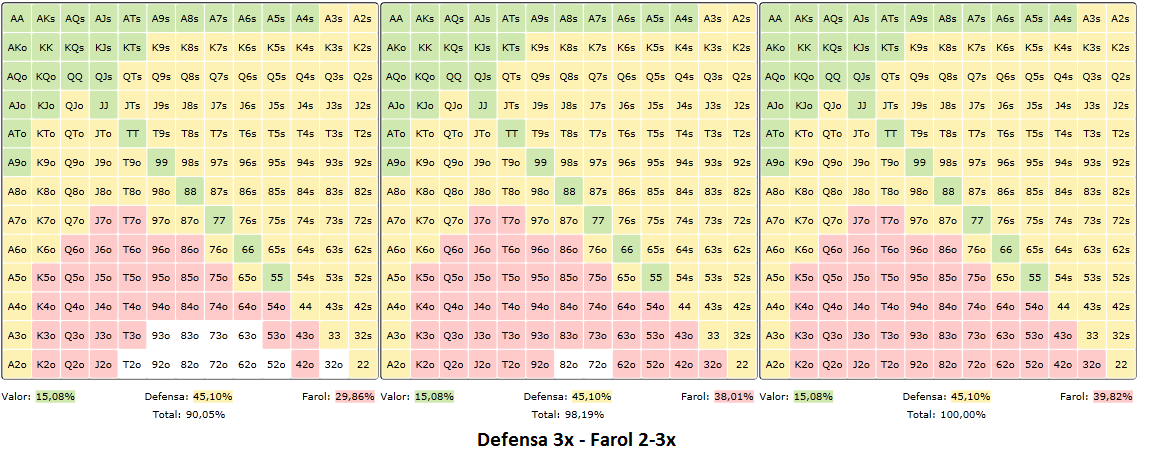 AA AKs AQs AJs ATs A9s A8s A7s A6s A5s A4s A3s A2s AA AKs AQs AJs ATs A9s A8s A7s A6s A5s A4s A3s A2s AA AKs AQs AJs ATs A9s A8s A7s A6s A5s A4s A3s A2s
AKo KK KQs KJs KTs K9s K8s K7s K6s K5s K4s K3s K2s AKo KK KQs KJs KTs K9s K8s K7s K6s K5s K4s K3s K2s AKo KK KQs KJs KTs K9s K8s K7s K6s K5s K4s K3s K2s
AQo KQo QQ QJs QTs Q9s Q8s Q7s Q6s Q5s Q4s Q3s Q2s AQo KQo QQ QJs QTs Q9s Q8s Q7s Q6s Q5s Q4s Q3s Q2s AQo KQo QQ QJs QTs Q9s Q8s Q7s Q6s Q5s Q4s Q3s Q2s
AJo KJo QJo JJ JTs J9s J8s J7s J6s J5s J4s J3s J2s AJo KJo QJo JJ JTs J9s J8s J7s J6s J5s J4s J3s J2s AJo KJo QJo JJ JTs J9s J8s J7s J6s J5s J4s J3s J2s
ATo KTo QTo JTo TT T9s T8s T7s T6s T5s T4s T3s T2s ATo KTo QTo JTo TT T9s T8s T7s T6s T5s T4s T3s T2s ATo KTo QTo JTo TT T9s T8s T7s T6s T5s T4s T3s T2s
A9o K9o Q9o J9o T9o 99 98s 97s 96s 95s 94s 93s 92s A9o K9o Q9o J9o T9o 99 98s 97s 96s 95s 94s 93s 92s A9o K9o Q9o J9o T9o 99 98s 97s 96s 95s 94s 93s 92s
A8o K8o Q8o J8o T8o 98o 88 87s 86s 85s 84s 83s 82s A8o K8o Q8o J8o T8o 98o 88 87s 86s 85s 84s 83s 82s A8o K8o Q8o J8o T8o 98o 88 87s 86s 85s 84s 83s 82s
A7o K7o Q7o J7o T7o 97o 87o 77 76s 75s 74s 73s 72s A7o K7o Q7o J7o T7o 97o 87o 77 76s 75s 74s 73s 72s A7o K7o Q7o J7o T7o 97o 87o 77 76s 75s 74s 73s 72s
A6o K6o Q6o J6o T6o 96o 86o 76o 66 65s 64s 63s 62s A6o K6o Q6o J6o T6o 96o 86o 76o 66 65s 64s 63s 62s A6o K6o Q6o J6o T6o 96o 86o 76o 66 65s 64s 63s 62s
A5o K5o Q5o J5o T5o 95o 85o 75o 65o 55 54s 53s 52s A5o K5o Q5o J5o T5o 95o 85o 75o 65o 55 54s 53s 52s A5o K5o Q5o J5o T5o 95o 85o 75o 65o 55 54s 53s 52s
A4o K4o Q4o J4o T4o 94o 84o 74o 64o 54o 44 43s 42s A4o K4o Q4o J4o T4o 94o 84o 74o 64o 54o 44 43s 42s A4o K4o Q4o J4o T4o 94o 84o 74o 64o 54o 44 43s 42s
A3o K3o Q3o J3o T3o 93o 83o 73o 63o 53o 43o 33 32s A3o K3o Q3o J3o T3o 93o 83o 73o 63o 53o 43o 33 32s A3o K3o Q3o J3o T3o 93o 83o 73o 63o 53o 43o 33 32s
A2o K2o Q2o J2o T2o 92o 82o 72o 62o 52o 42o 32o 22 A2o K2o Q2o J2o T2o 92o 82o 72o 62o 52o 42o 32o 22 A2o K2o Q2o J2o T2o 92o 82o 72o 62o 52o 42o 32o 22
Valor: 15,08% Defensa: 45,10% Farol: 29,86% Valor: 15,08% Defensa: 45,10% Farol: 38,01% Valor: 15,08% Defensa: 45,10% Farol: 39,82%
Total: 90,05% Total: 98,19% Total: 100,00%
Defensa 3x - Farol 2-3x